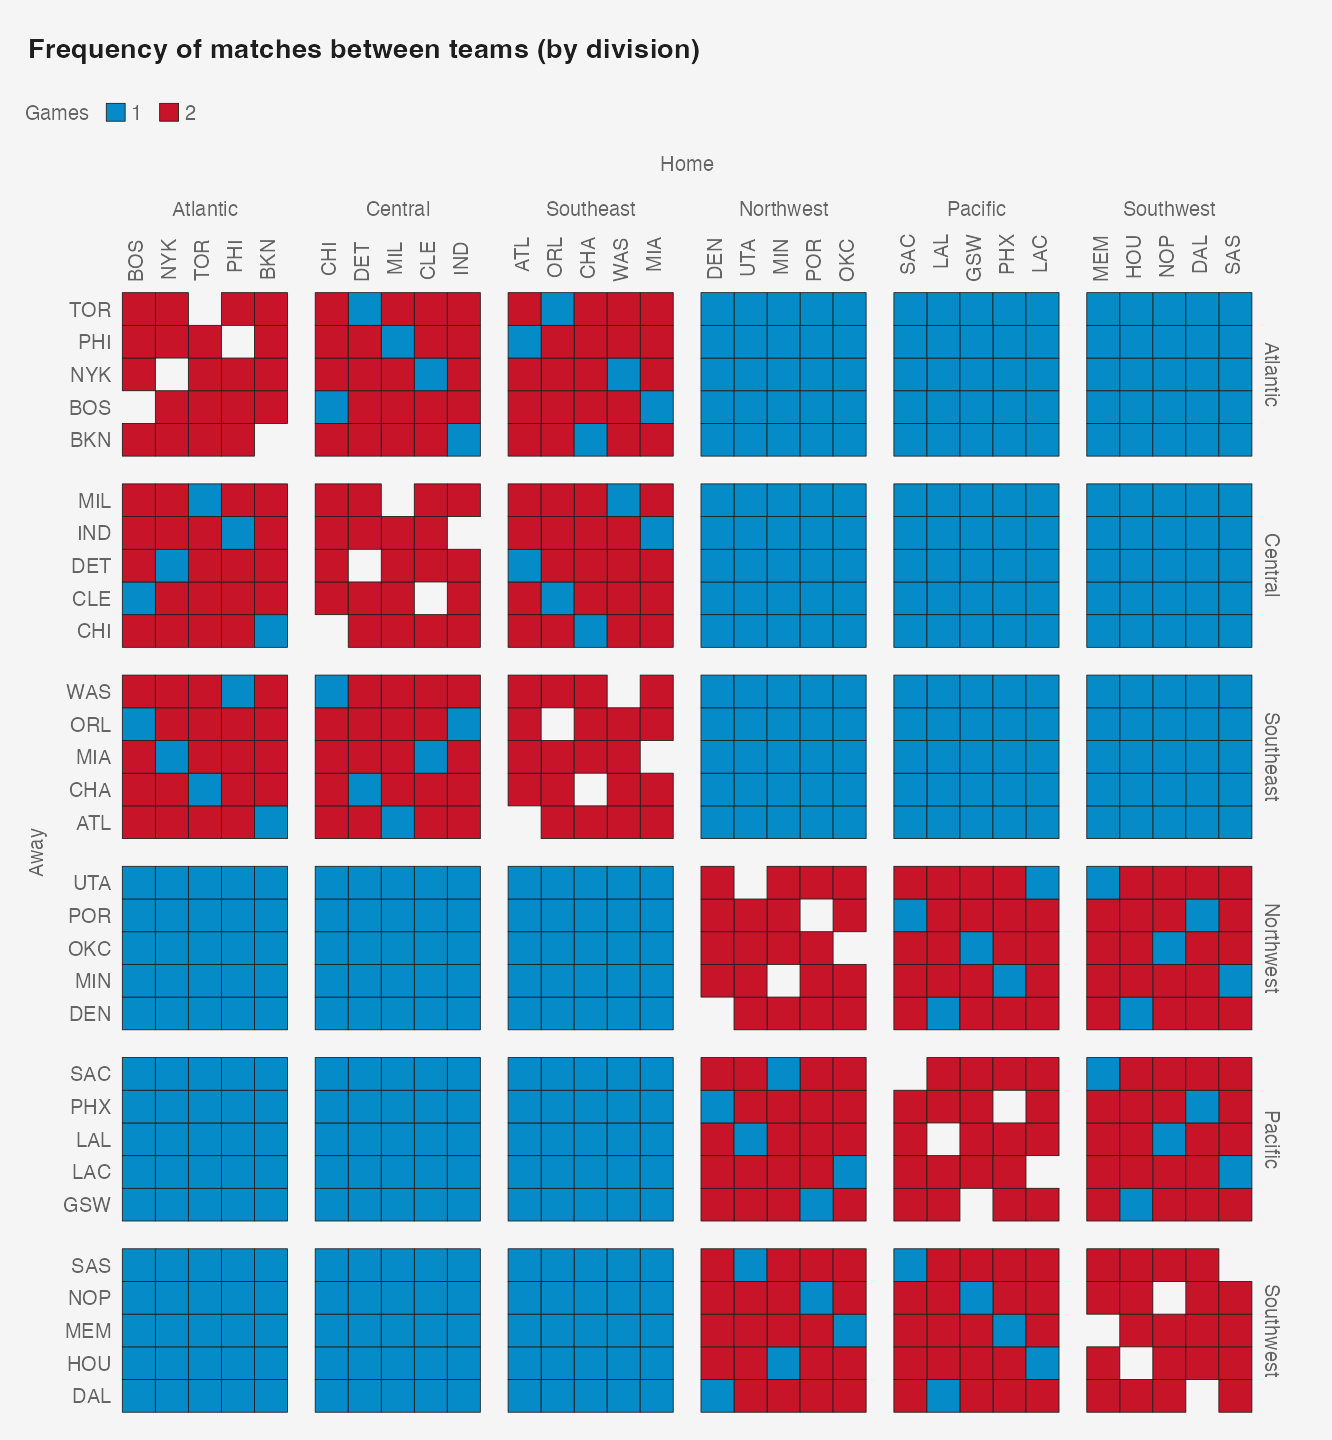 Frequency of matches between teams (by division)
Games 1 2
Home
Atlantic Central Southeast Northwest Pacific Southwest
BOS NYK TOR PHI BKN CHI DET MIL CLE IND ATL ORL CHA WAS MIA DEN UTA MIN POR OKC SAC LAL GSW PHX LAC MEM HOU NOP DAL SAS
TOR
PHI
NYK
BOS
BKN
Atlantic
MIL
IND
DET
CLE
CHI
Central
WAS
ORL
MIA
CHA
ATL
Southeast
Away
UTA
POR
OKC
MIN
DEN
Northwest
SAC
PHX
LAL
LAC
GSW
Pacific
SAS
NOP
MEM
HOU
DAL
Southwest